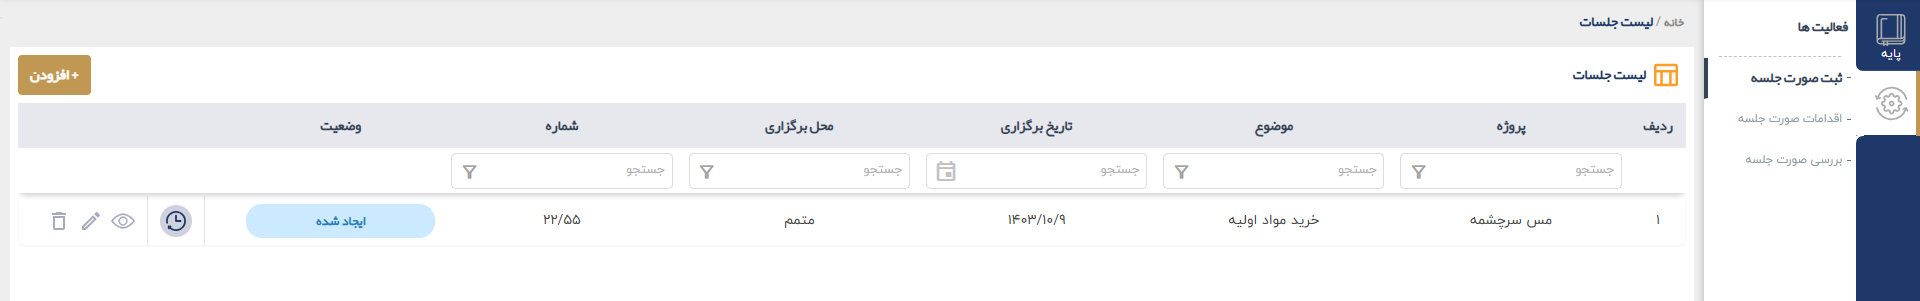 پایه
فعالیت ها
- ثبت صورت جلسه
- اقدامات صورت جلسه
- بررسی صورت جلسه
خانه / لیست جلسات
لیست جلسات
+ افزودن
ردیف پروژه موضوع تاریخ برگزاری محل برگزاری شماره وضعیت
جستجو جستجو جستجو جستجو جستجو
۱ مس سرچشمه خرید مواد اولیه ۱۴۰۳/۱۰/۹ متمم ۲۲/۵۵ ایجاد شده